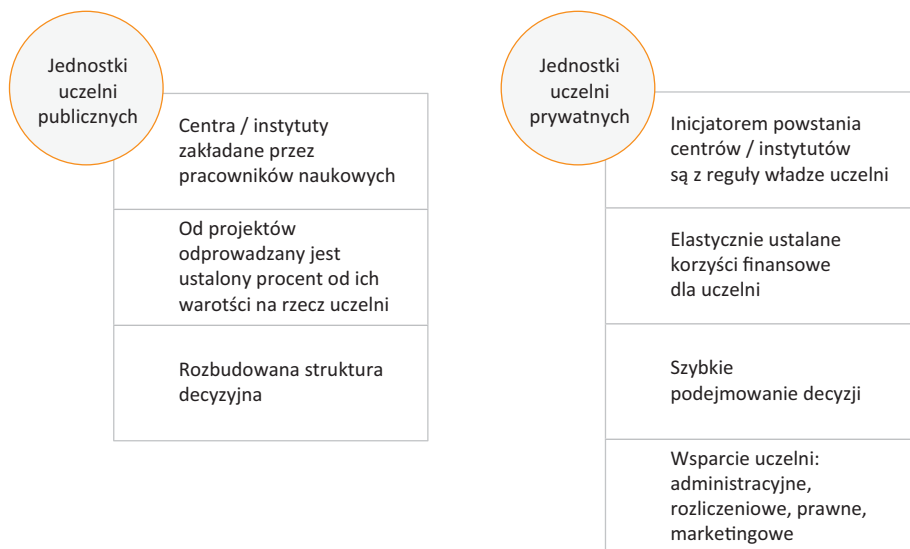 Jednostki
uczelni
publicznych
Centra / instytuty
zakładane przez
pracowników naukowych
Od projektów
odprowadzany jest
ustalony procent od ich
warotści na rzecz uczelni
Rozbudowana struktura
decyzyjna
Jednostki
uczelni
prywatnych
Inicjatorem powstania
centrów / instytutów
są z reguły władze uczelni
Elastycznie ustalane
korzyści finansowe
dla uczelni
Szybkie
podejmowanie decyzji
Wsparcie uczelni:
administracyjne,
rozliczeniowe, prawne,
marketingowe